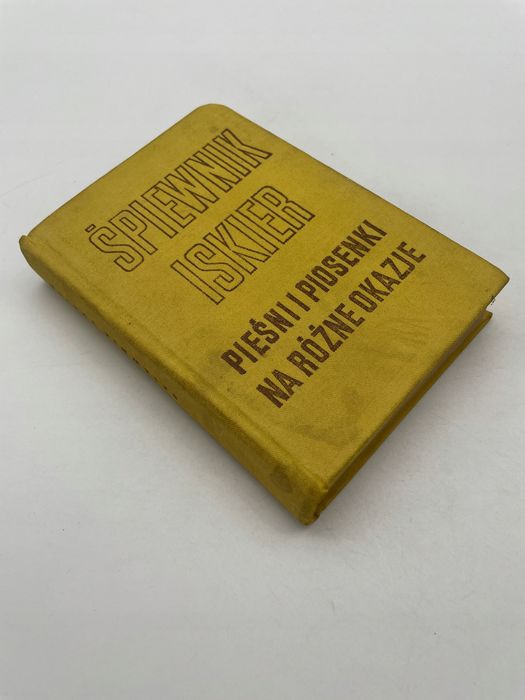 ŚPIEWNIK
ISKIER
PIEŚNI I PIOSENKI
NA RÓŻNE OKAZJE